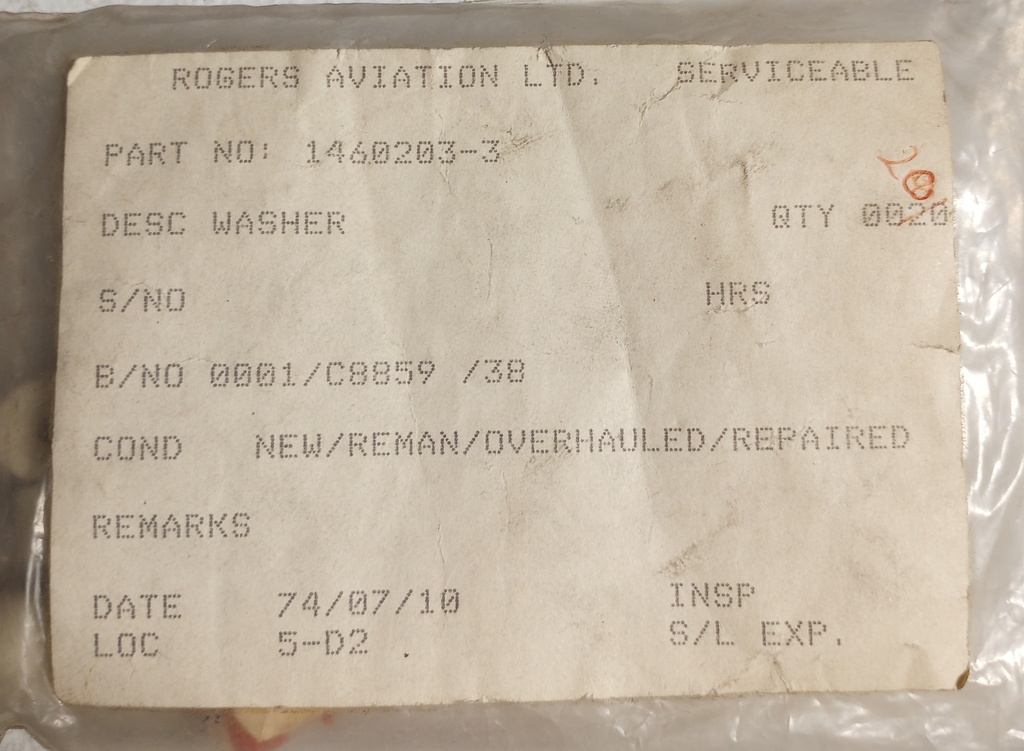 ROGERS AVIATION LTD. SERVICEABLE
PART NO: 1460203-3
DESC WASHER QTY 0020
S/NO HRS
B/NO 0001/C8859 /38
COND NEW/REMAN/OVERHAULED/REPAIRED
REMARKS
DATE 74/07/10 INSP
LOC 5-D2 S/L EXP.